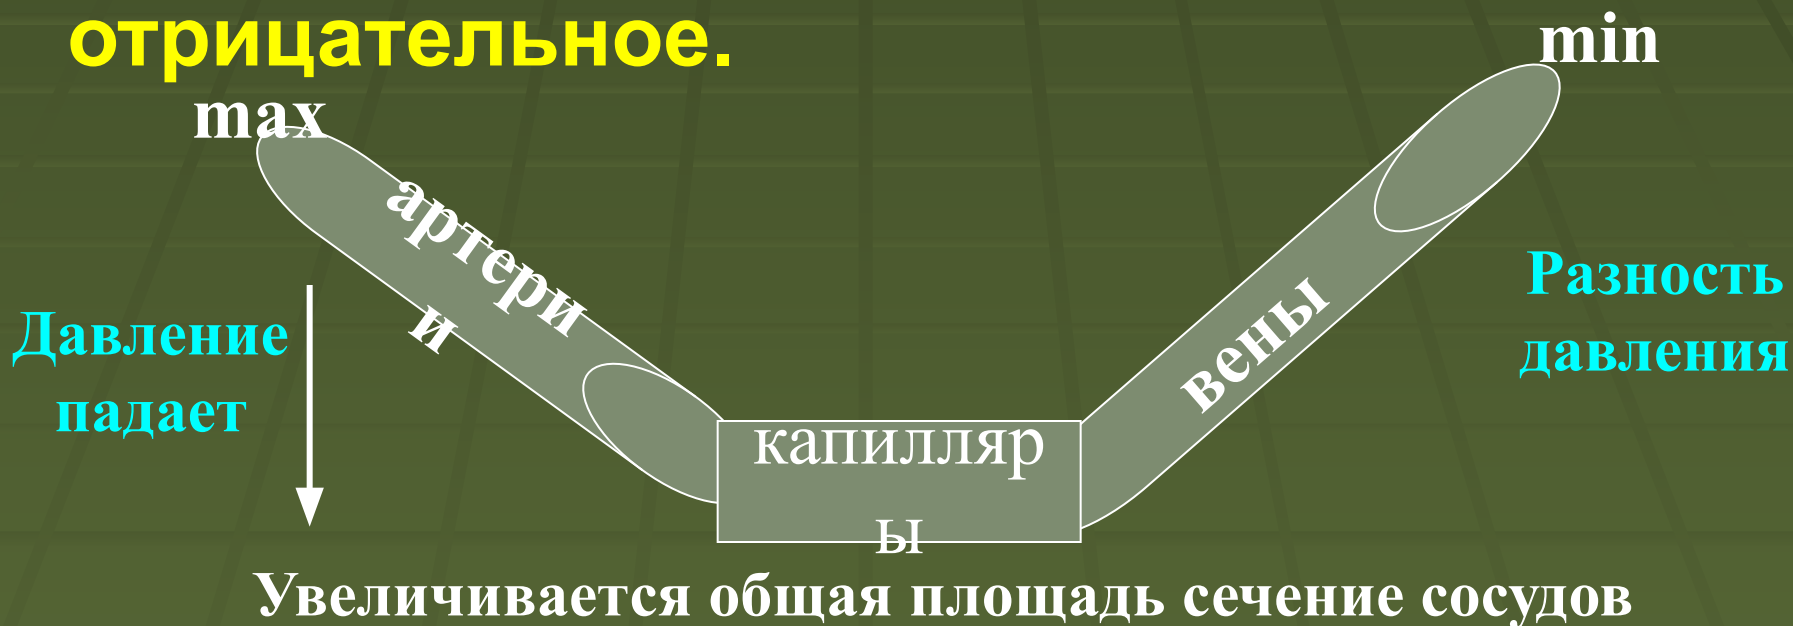 отрицательное.
min
max
артери
и
вены
Давление
падает
Разность
давления
капилляр
ы
Увеличивается общая площадь сечение сосудов